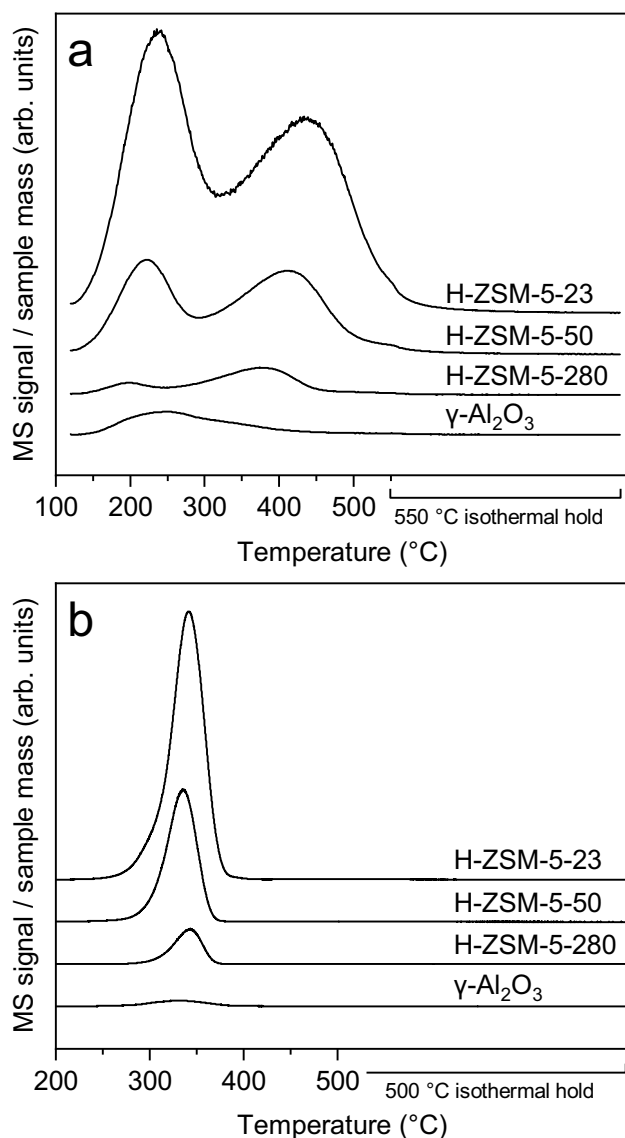 a
MS signal / sample mass (arb. units)
H-ZSM-5-23
H-ZSM-5-50
H-ZSM-5-280
γ-Al₂O₃
100 200 300 400 500
550 °C isothermal hold
Temperature (°C)
b
MS signal / sample mass (arb. units)
H-ZSM-5-23
H-ZSM-5-50
H-ZSM-5-280
γ-Al₂O₃
200 300 400 500
500 °C isothermal hold
Temperature (°C)